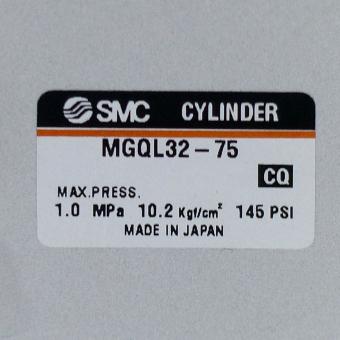 SMC CYLINDER
MGQL32-75
CQ
MAX.PRESS.
1.0 MPa 10.2 Kgf/cm² 145 PSI
MADE IN JAPAN